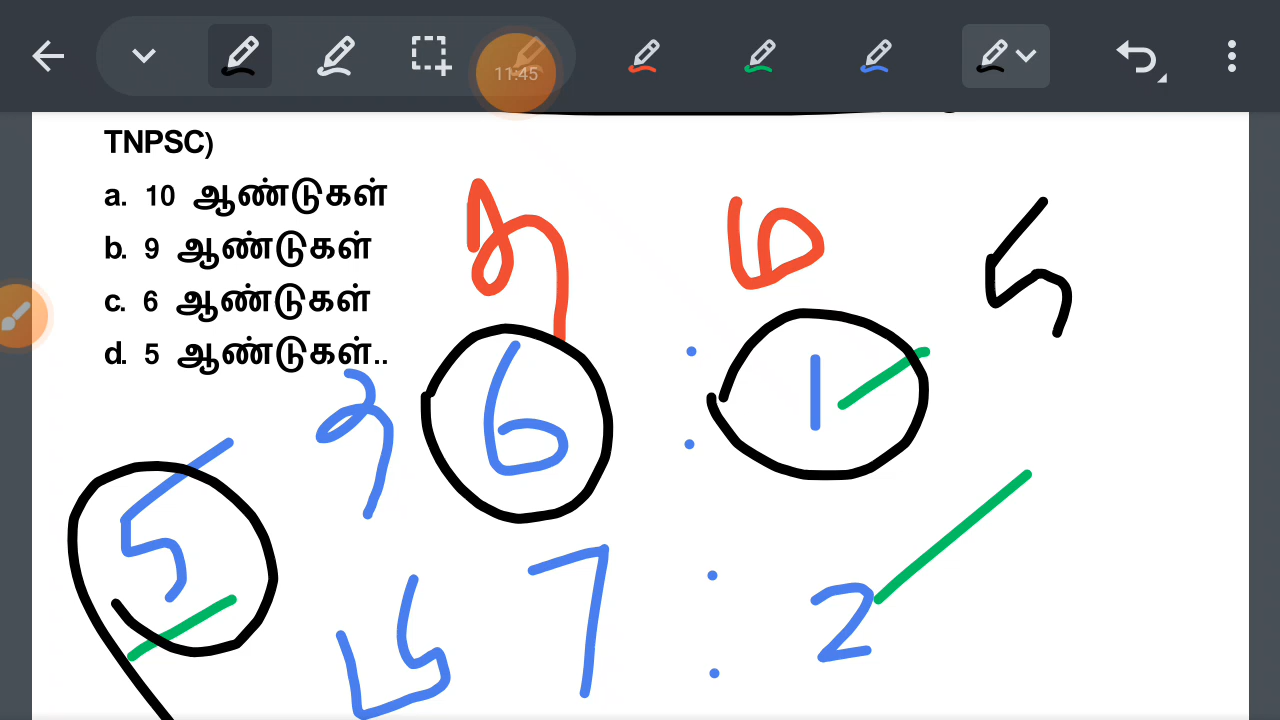 11:45
TNPSC)
a. 10 ஆண்டுகள்
b. 9 ஆண்டுகள்
c. 6 ஆண்டுகள்
d. 5 ஆண்டுகள்..
6 : 1
5
7 : 2